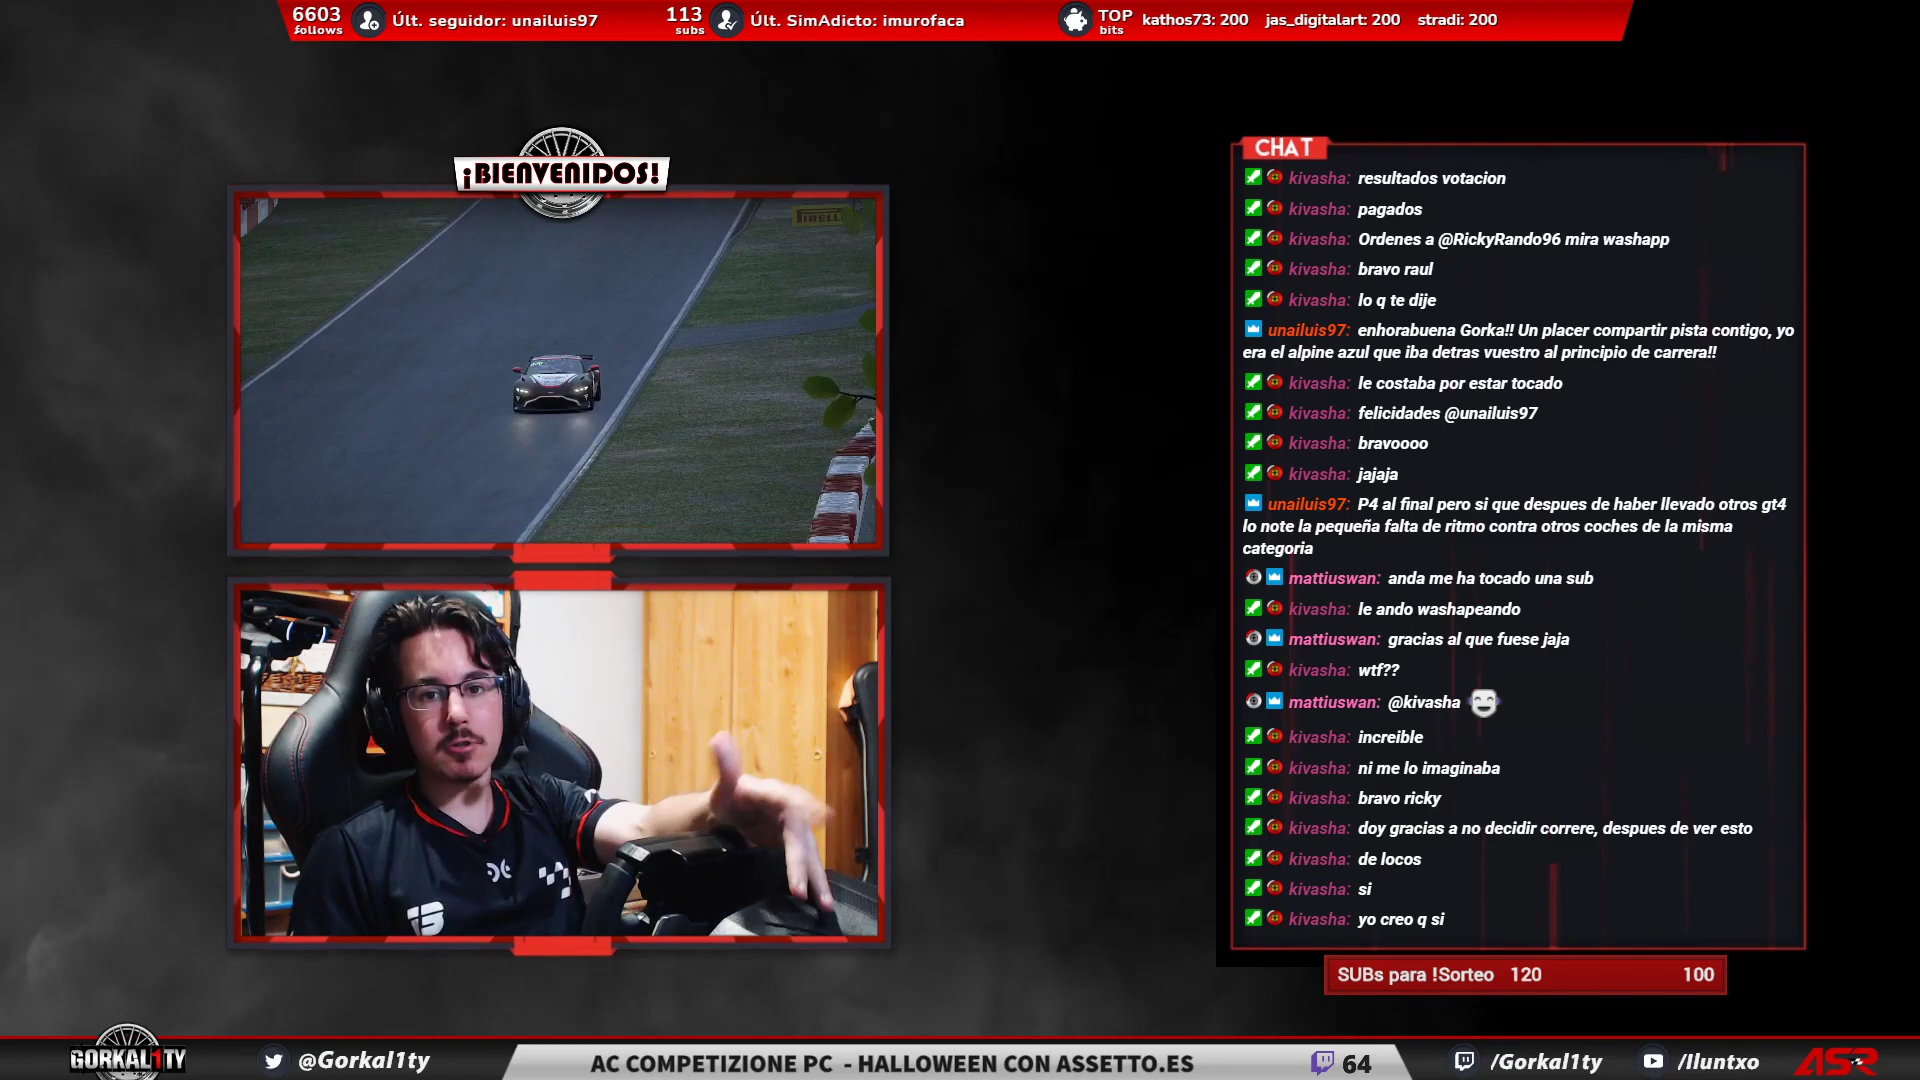 6603 follows Últ. seguidor: unailuis97
113 subs Últ. SimAdicto: imurofaca
TOP bits kathos73: 200 jas_digitalart: 200 stradi: 200
¡BIENVENIDOS!
PIRELL
CHAT
kivasha: resultados votacion
kivasha: pagados
kivasha: Ordenes a @RickyRando96 mira washapp
kivasha: bravo raul
kivasha: lo q te dije
unailuis97: enhorabuena Gorka!! Un placer compartir pista contigo, yo
era el alpine azul que iba detras vuestro al principio de carrera!!
kivasha: le costaba por estar tocado
kivasha: felicidades @unailuis97
kivasha: bravoooo
kivasha: jajaja
unailuis97: P4 al final pero si que despues de haber llevado otros gt4
lo note la pequeña falta de ritmo contra otros coches de la misma
categoria
mattiuswan: anda me ha tocado una sub
kivasha: le ando washapeando
mattiuswan: gracias al que fuese jaja
kivasha: wtf??
mattiuswan: @kivasha
kivasha: increible
kivasha: ni me lo imaginaba
kivasha: bravo ricky
kivasha: doy gracias a no decidir correre, despues de ver esto
kivasha: de locos
kivasha: si
kivasha: yo creo q si
SUBs para !Sorteo 120 100
GORKAL1TY
@Gorkal1ty
AC COMPETIZIONE PC - HALLOWEEN CON ASSETTO.ES
64
/Gorkal1ty
/Iluntxo
ASR